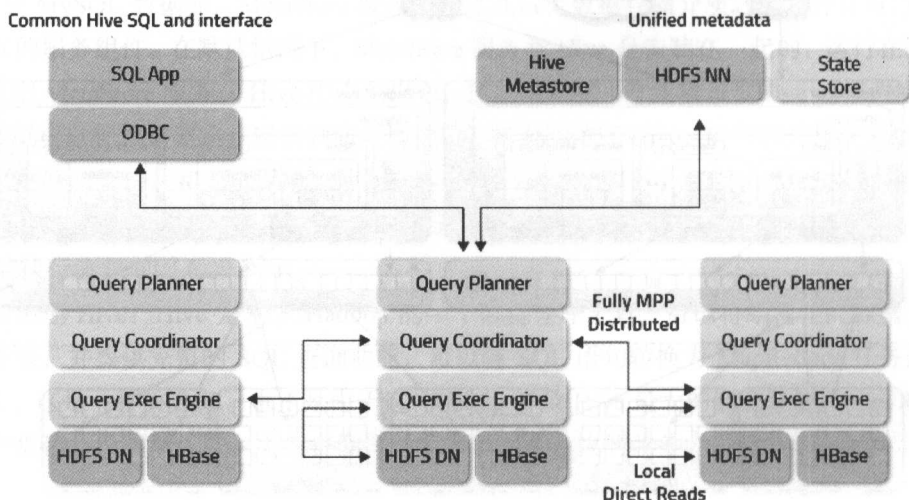 Common Hive SQL and interface
Unified metadata
SQL App
ODBC
Hive
Metastore
HDFS NN
State
Store
Query Planner
Query Coordinator
Query Exec Engine
HDFS DN
HBase
Query Planner
Query Coordinator
Query Exec Engine
HDFS DN
HBase
Fully MPP
Distributed
Local
Direct Reads
Query Planner
Query Coordinator
Query Exec Engine
HDFS DN
HBase